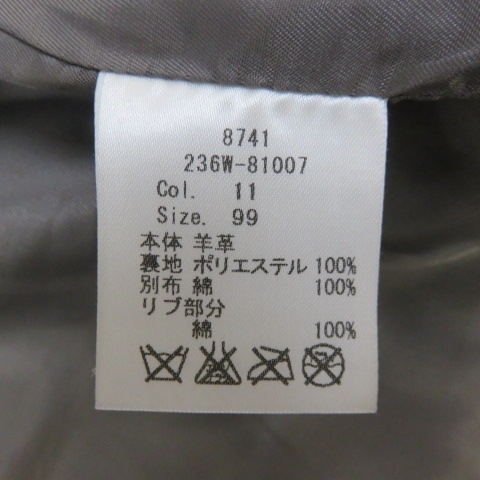 8741
236W-81007
Col. 11
Size. 99
本体 羊革
裏地 ポリエステル 100%
別布 綿 100%
リブ部分
綿 100%